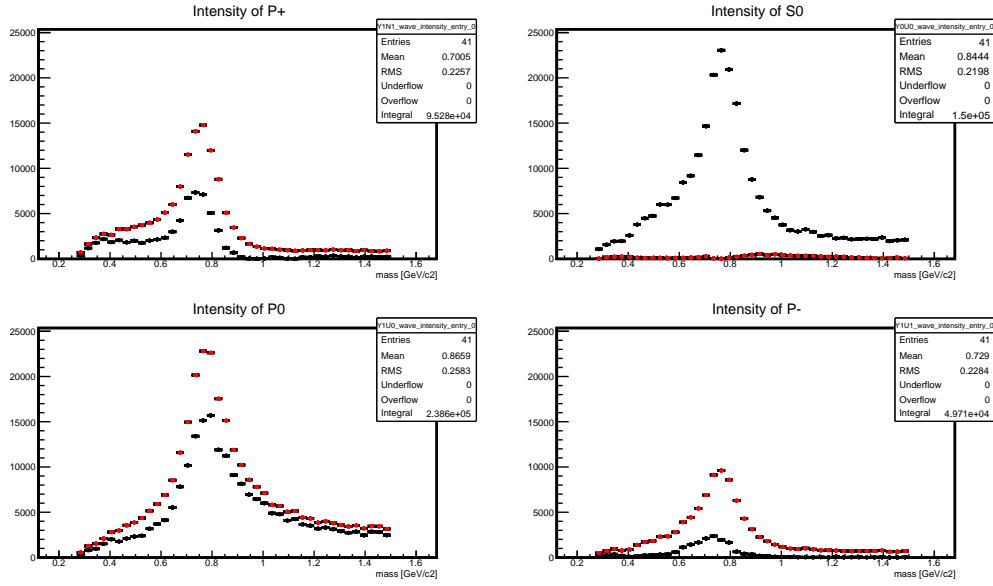 Intensity of P+
Y1N1_wave_intensity_entry_0
Entries 41
Mean 0.7005
RMS 0.2257
Underflow 0
Overflow 0
Integral 9.528e+04
25000
20000
15000
10000
5000
0
0.2 0.4 0.6 0.8 1 1.2 1.4 1.6
mass [GeV/c2]
Intensity of S0
Y0U0_wave_intensity_entry_0
Entries 41
Mean 0.8444
RMS 0.2198
Underflow 0
Overflow 0
Integral 1.5e+05
25000
20000
15000
10000
5000
0
0.2 0.4 0.6 0.8 1 1.2 1.4 1.6
mass [GeV/c2]
Intensity of P0
Y1U0_wave_intensity_entry_0
Entries 41
Mean 0.8659
RMS 0.2583
Underflow 0
Overflow 0
Integral 2.386e+05
25000
20000
15000
10000
5000
0
0.2 0.4 0.6 0.8 1 1.2 1.4 1.6
mass [GeV/c2]
Intensity of P-
Y1U1_wave_intensity_entry_0
Entries 41
Mean 0.729
RMS 0.2284
Underflow 0
Overflow 0
Integral 4.971e+04
25000
20000
15000
10000
5000
0
0.2 0.4 0.6 0.8 1 1.2 1.4 1.6
mass [GeV/c2]